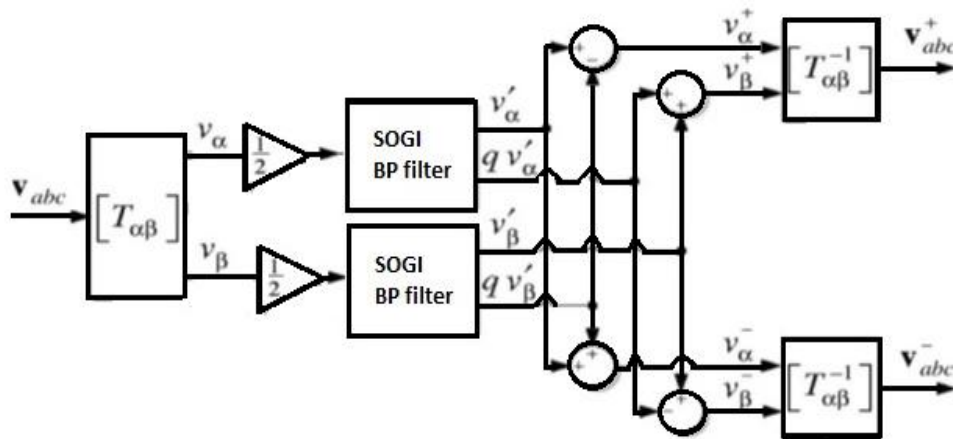 v_abc
[T_αβ]
v_α
1/2
v_β
1/2
SOGI
BP filter
SOGI
BP filter
v′_α
q v′_α
v′_β
q v′_β
+
−
+
+
+
+
−
+
v_α^+
v_β^+
[T_αβ^-1]
v_abc^+
v_α^-
v_β^-
[T_αβ^-1]
v_abc^-